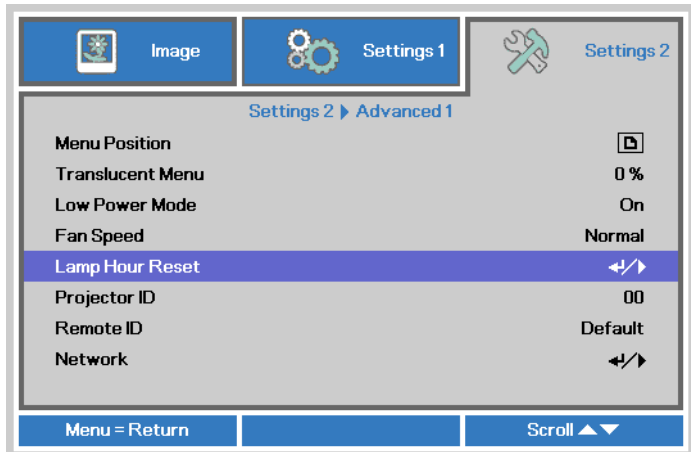 Image
Settings 1
Settings 2
Settings 2 ▶ Advanced 1
Menu Position
Translucent Menu 0 %
Low Power Mode On
Fan Speed Normal
Lamp Hour Reset ↵/▶
Projector ID 00
Remote ID Default
Network ↵/▶
Menu = Return Scroll ▲▼